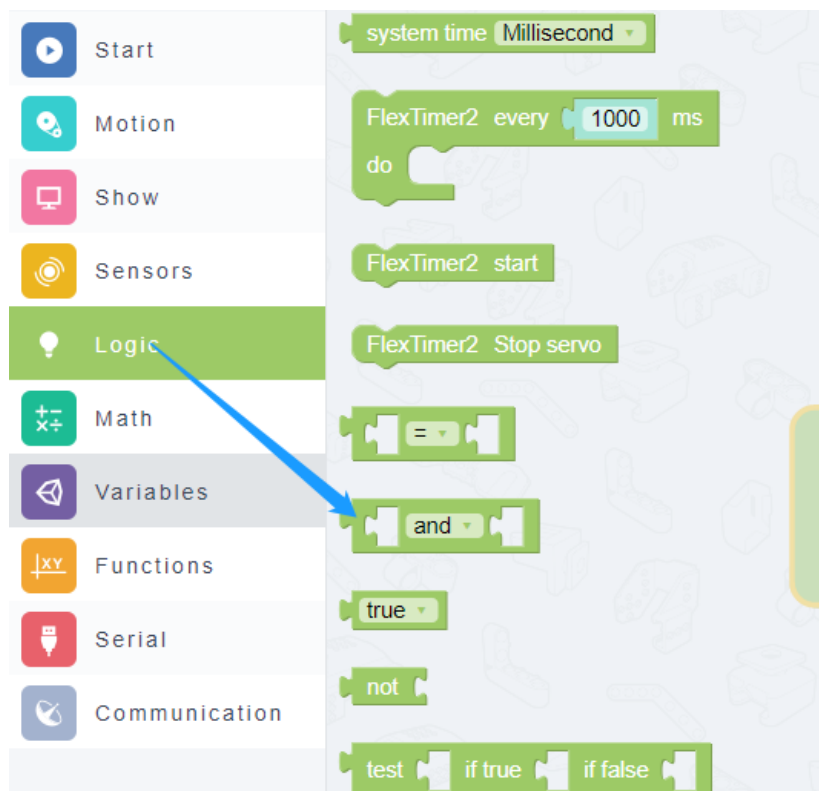 Start
Motion
Show
Sensors
Logic
Math
Variables
Functions
XY
Serial
Communication
system time Millisecond
FlexTimer2 every 1000 ms
do
FlexTimer2 start
FlexTimer2 Stop servo
=
and
true
not
test if true if false